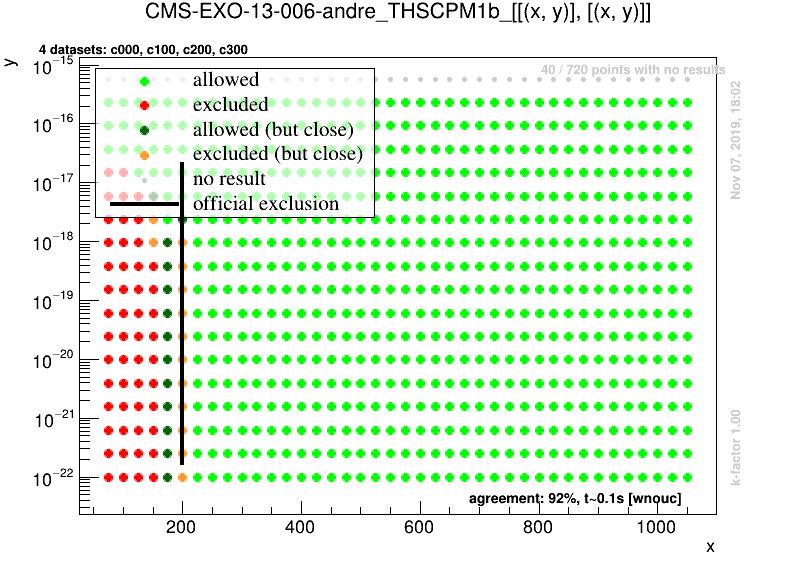 CMS-EXO-13-006-andre_THSCPM1b_[[(x, y)], [(x, y)]]
4 datasets: c000, c100, c200, c300
y
40 / 720 points with no results
allowed
excluded
allowed (but close)
excluded (but close)
no result
official exclusion
10⁻¹⁵
10⁻¹⁶
10⁻¹⁷
10⁻¹⁸
10⁻¹⁹
10⁻²⁰
10⁻²¹
10⁻²²
agreement: 92%, t~0.1s [wnouc]
200 400 600 800 1000
x
Nov 07, 2019, 18:02
k-factor 1.00